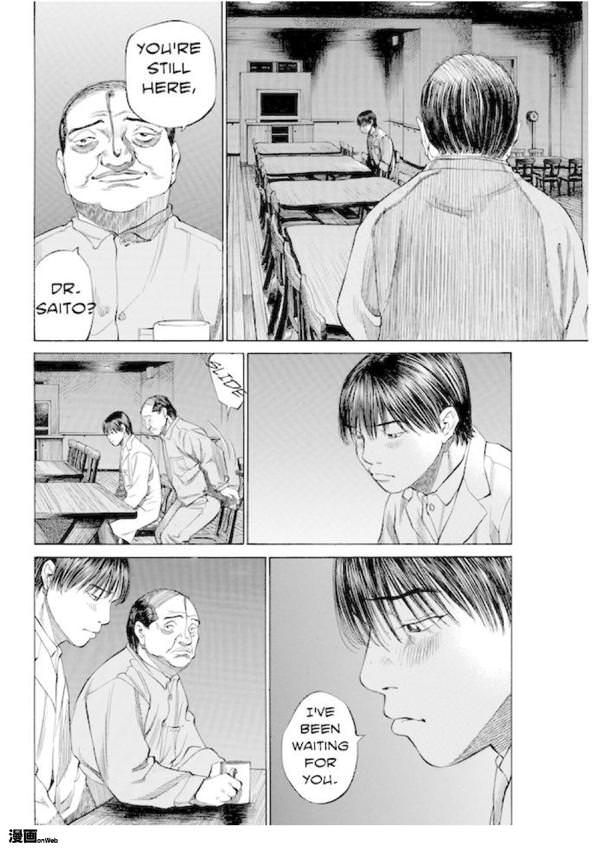 YOU'RE
STILL
HERE,
DR.
SAITO?
SLIDE
I'VE
BEEN
WAITING
FOR
YOU.
漫画onWeb